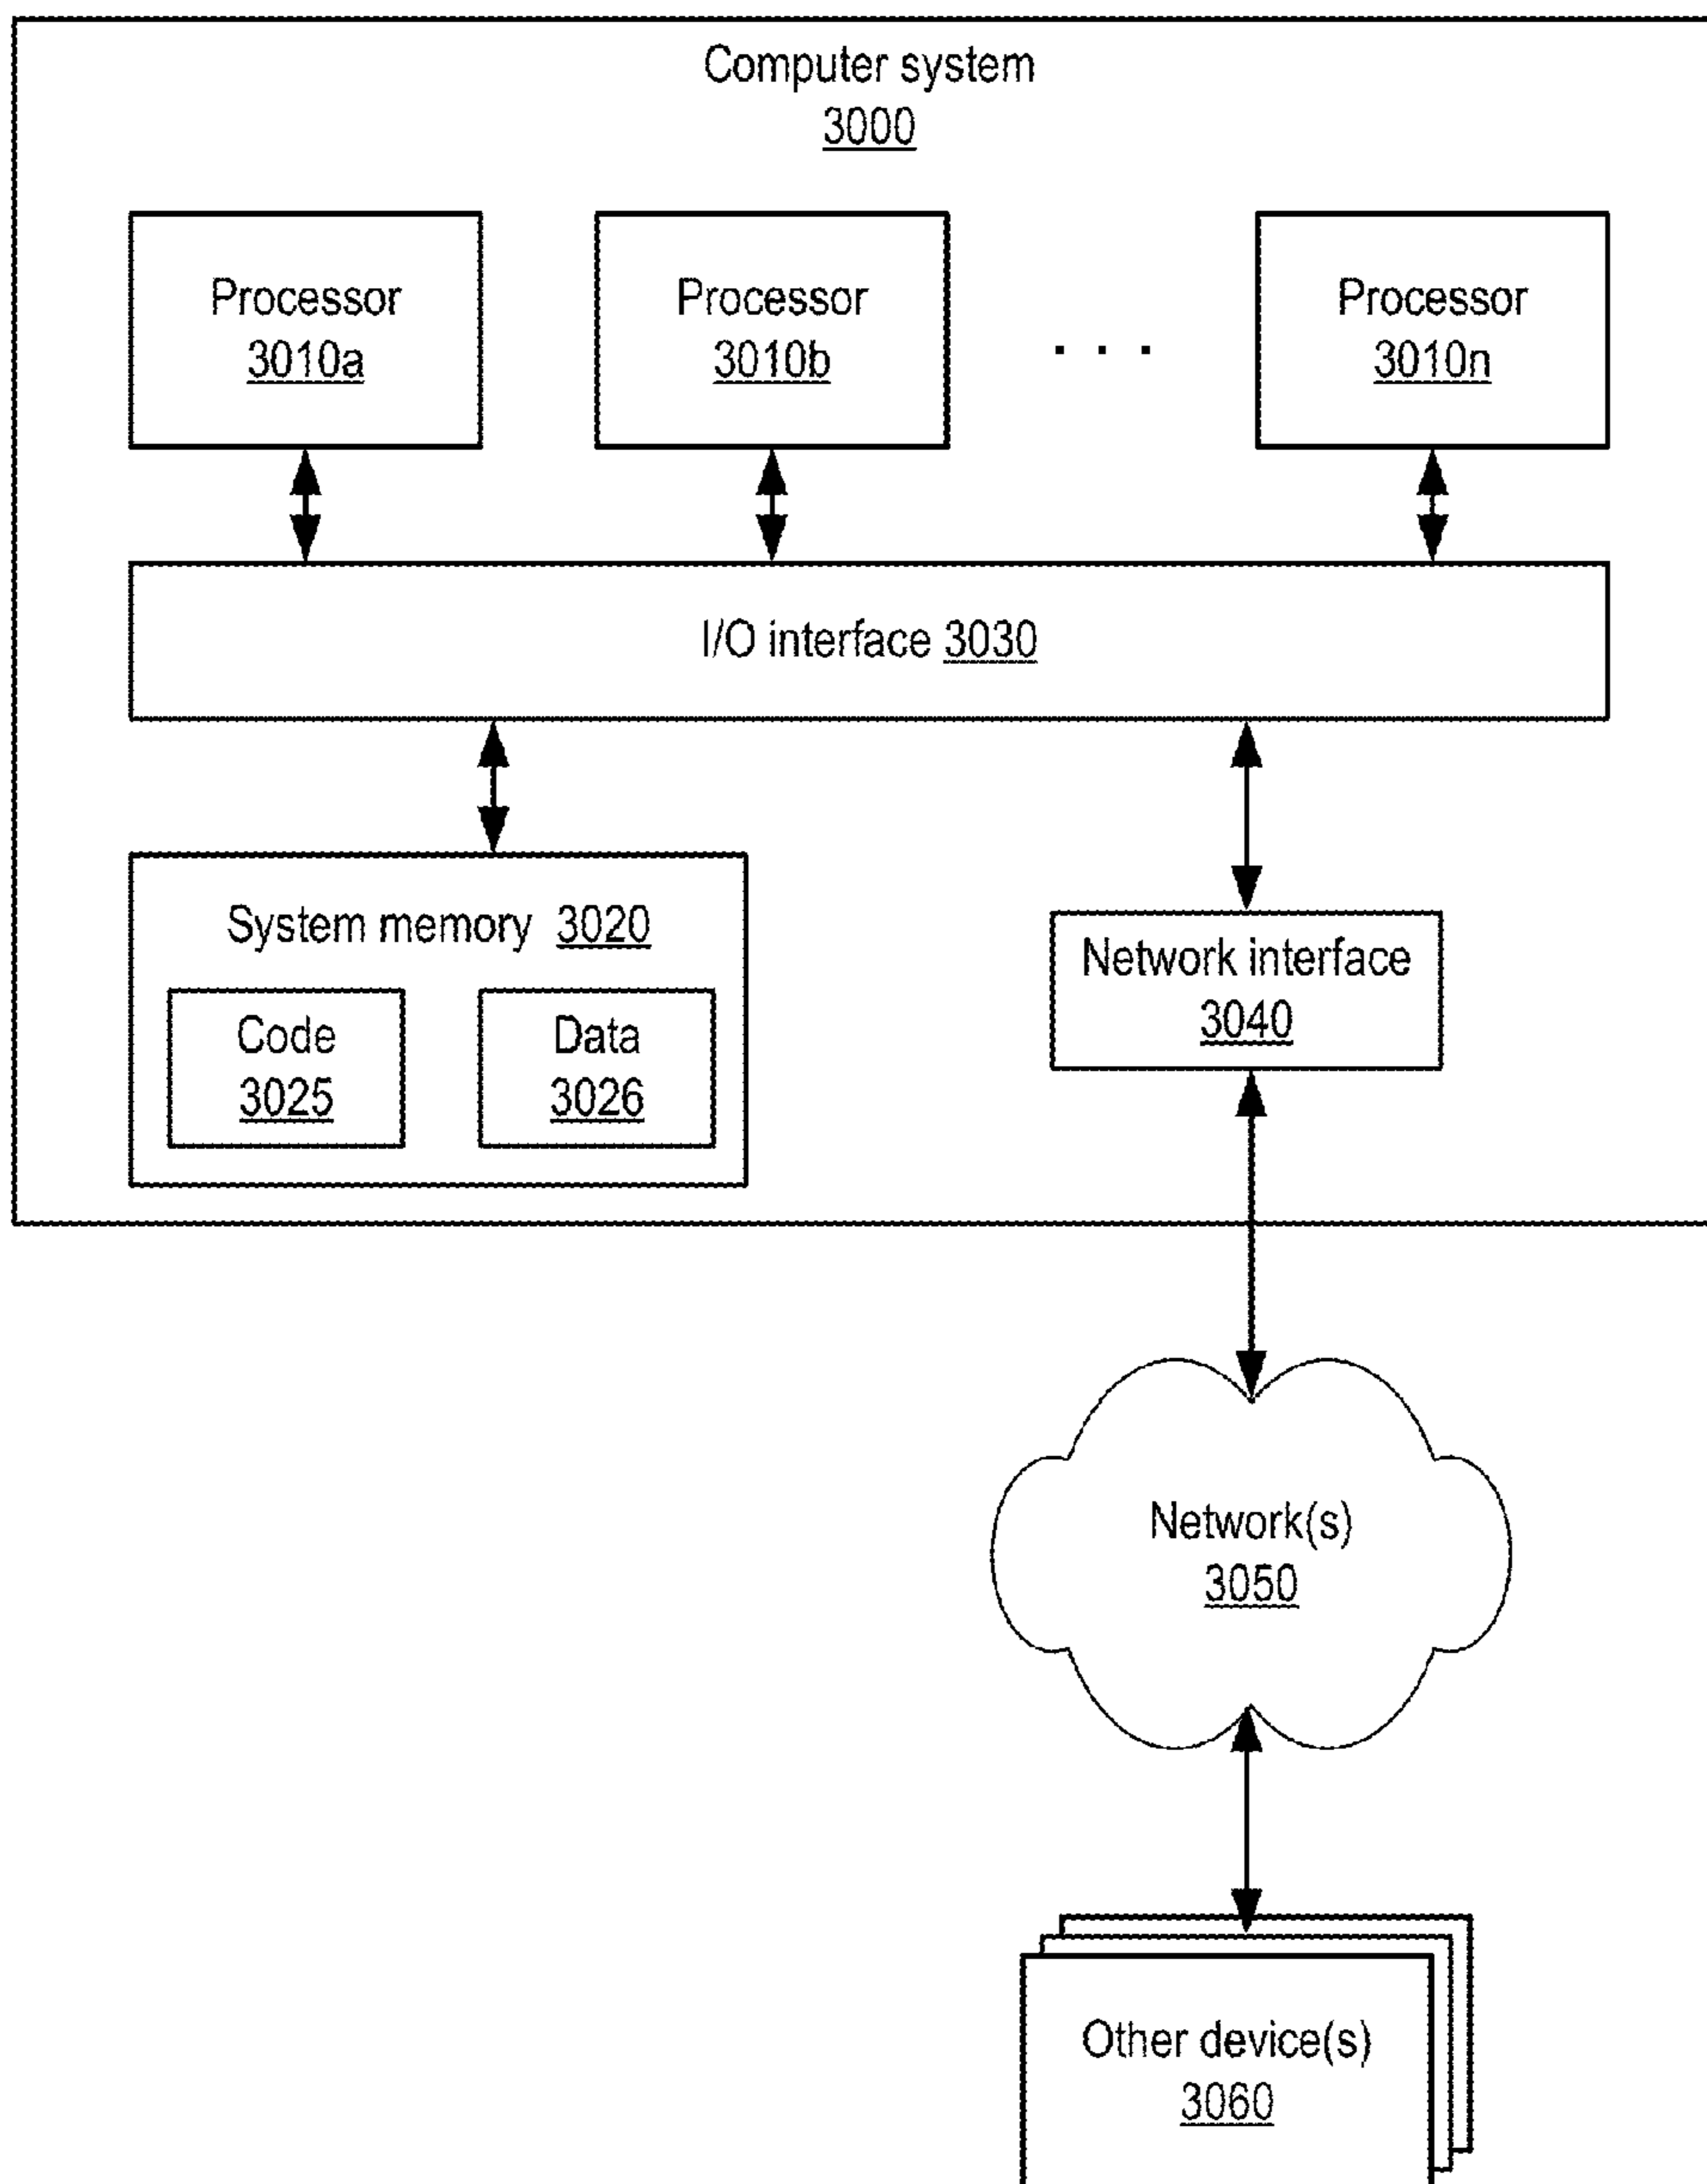 Computer system
3000
Processor
3010a
Processor
3010b
. . .
Processor
3010n
I/O interface 3030
System memory 3020
Code
3025
Data
3026
Network interface
3040
Network(s)
3050
Other device(s)
3060